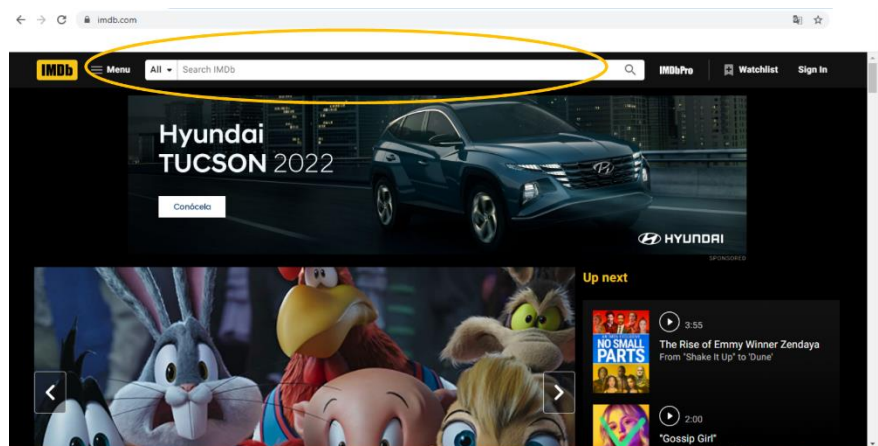 imdb.com
IMDb
Menu
All
Search IMDb
IMDbPro
Watchlist
Sign In
Hyundai
TUCSON 2022
Conócela
HYUNDAI
SPONSORED
Up next
NO SMALL
PARTS
3:55
The Rise of Emmy Winner Zendaya
From "Shake It Up" to 'Dune'
2:00
"Gossip Girl"